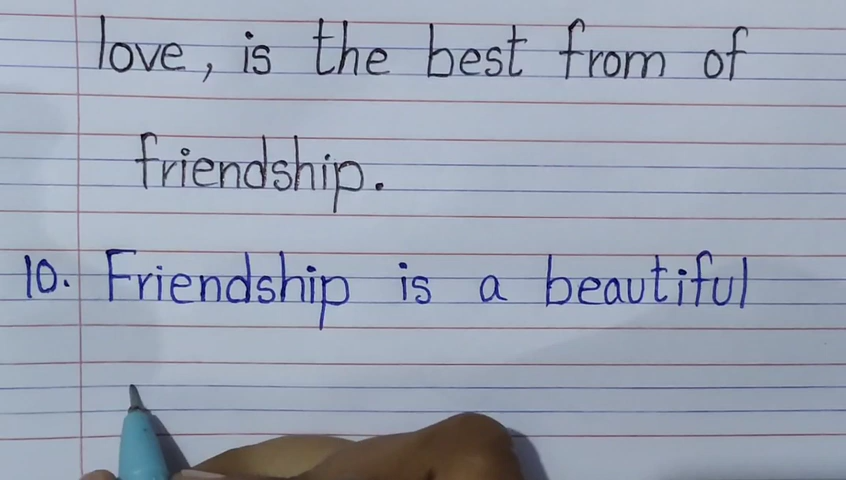 love, is the best from of
friendship.
10. Friendship is a beautiful